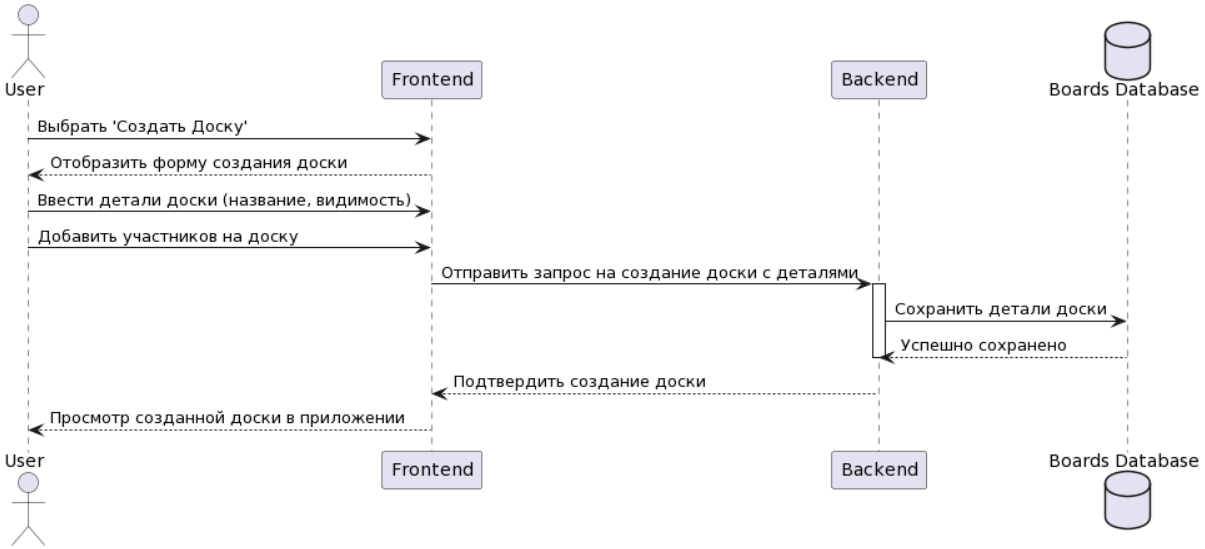 User
Frontend
Backend
Boards Database
Выбрать 'Создать Доску'
Отобразить форму создания доски
Ввести детали доски (название, видимость)
Добавить участников на доску
Отправить запрос на создание доски с деталями
Сохранить детали доски
Успешно сохранено
Подтвердить создание доски
Просмотр созданной доски в приложении
User
Frontend
Backend
Boards Database